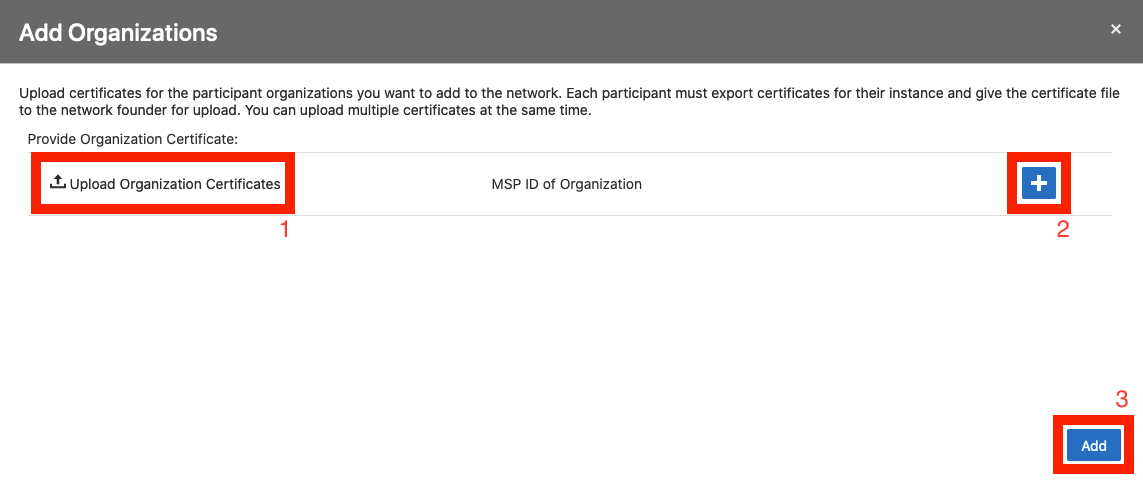 Add Organizations
×
Upload certificates for the participant organizations you want to add to the network. Each participant must export certificates for their instance and give the certificate file
to the network founder for upload. You can upload multiple certificates at the same time.
Provide Organization Certificate:
Upload Organization Certificates
MSP ID of Organization
+
1
2
3
Add